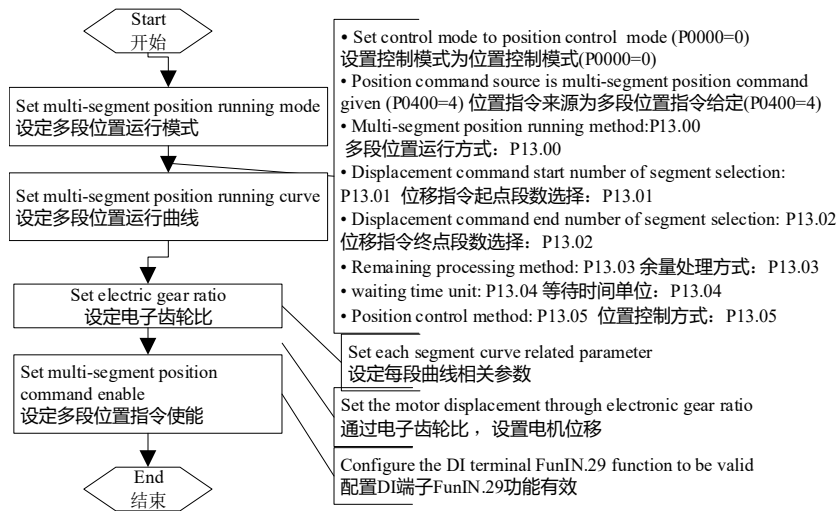 Start
开始
Set multi-segment position running mode
设定多段位置运行模式
Set multi-segment position running curve
设定多段位置运行曲线
Set electric gear ratio
设定电子齿轮比
Set multi-segment position
command enable
设定多段位置指令使能
End
结束
• Set control mode to position control mode (P0000=0)
设置控制模式为位置控制模式(P0000=0)
• Position command source is multi-segment position command
given (P0400=4) 位置指令来源为多段位置指令给定(P0400=4)
• Multi-segment position running method:P13.00
多段位置运行方式：P13.00
• Displacement command start number of segment selection:
P13.01 位移指令起点段数选择：P13.01
• Displacement command end number of segment selection: P13.02
位移指令终点段数选择：P13.02
• Remaining processing method: P13.03 余量处理方式：P13.03
• waiting time unit: P13.04 等待时间单位：P13.04
• Position control method: P13.05 位置控制方式：P13.05
Set each segment curve related parameter
设定每段曲线相关参数
Set the motor displacement through electronic gear ratio
通过电子齿轮比，设置电机位移
Configure the DI terminal FunIN.29 function to be valid
配置DI端子FunIN.29功能有效